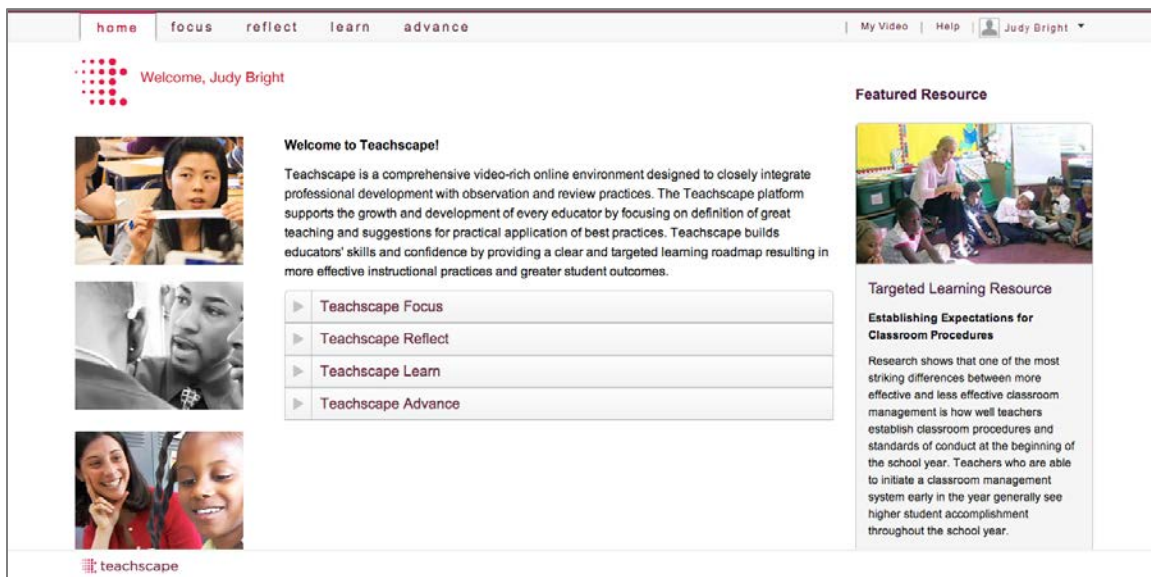 home focus reflect learn advance
| My Video | Help | Judy Bright
Welcome, Judy Bright
Welcome to Teachscape!
Teachscape is a comprehensive video-rich online environment designed to closely integrate
professional development with observation and review practices. The Teachscape platform
supports the growth and development of every educator by focusing on definition of great
teaching and suggestions for practical application of best practices. Teachscape builds
educators' skills and confidence by providing a clear and targeted learning roadmap resulting in
more effective instructional practices and greater student outcomes.
Teachscape Focus
Teachscape Reflect
Teachscape Learn
Teachscape Advance
Featured Resource
Targeted Learning Resource
Establishing Expectations for
Classroom Procedures
Research shows that one of the most
striking differences between more
effective and less effective classroom
management is how well teachers
establish classroom procedures and
standards of conduct at the beginning of
the school year. Teachers who are able
to initiate a classroom management
system early in the year generally see
higher student accomplishment
throughout the school year.
teachscape